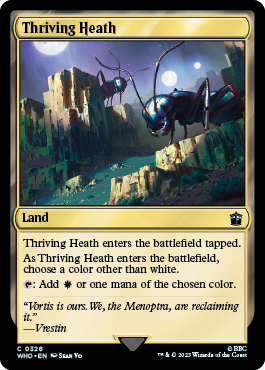 Thriving Heath
Land
Thriving Heath enters the battlefield tapped.
As Thriving Heath enters the battlefield,
choose a color other than white.
: Add or one mana of the chosen color.
“Vortis is ours. We, the Menoptra, are reclaiming
it.”
—Vrestin
C 0326
WHO • EN Sean Vo
© BBC
™ & © 2023 Wizards of the Coast